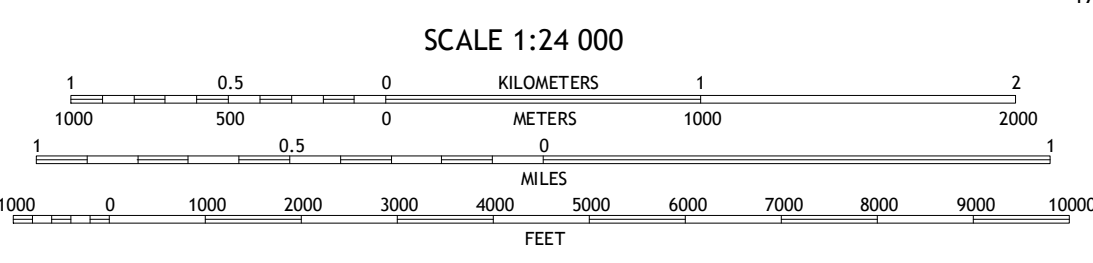 SCALE 1:24 000
1 0.5 0 KILOMETERS 1 2
1000 500 0 METERS 1000 2000
1 0.5 0 1
MILES
1000 0 1000 2000 3000 4000 5000 6000 7000 8000 9000 10000
FEET